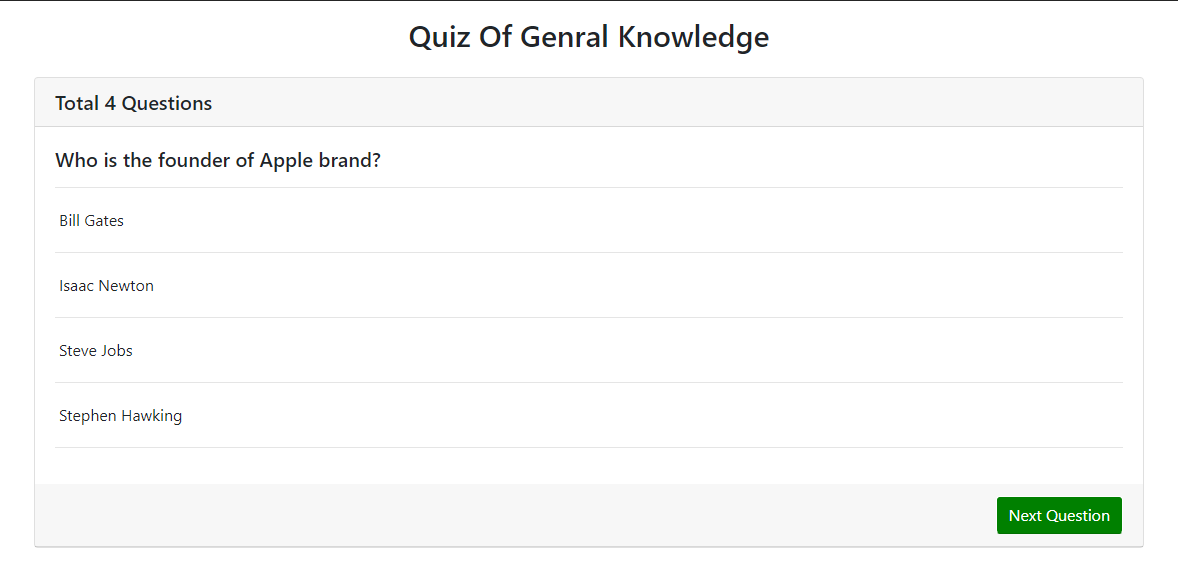 Quiz Of Genral Knowledge
Total 4 Questions
Who is the founder of Apple brand?
Bill Gates
Isaac Newton
Steve Jobs
Stephen Hawking
Next Question